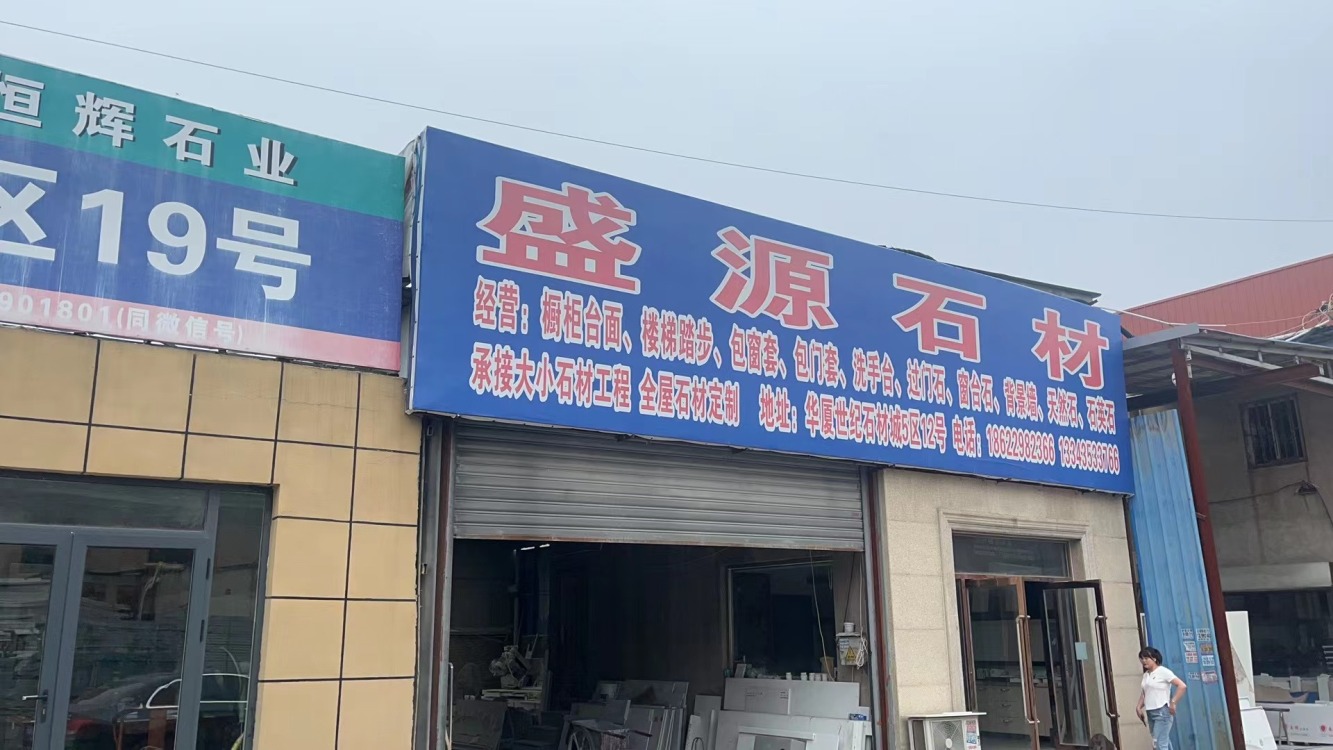 恒辉石业
区19号
901801(同微信号)
盛源石材
经营：橱柜台面、楼梯踏步、包窗套、包门套、洗手台、过门石、窗台石、背景墙、天然石、石英石
承接大小石材工程 全屋石材定制 地址：华厦世纪石材城5区12号 电话：18622982366 13343533766